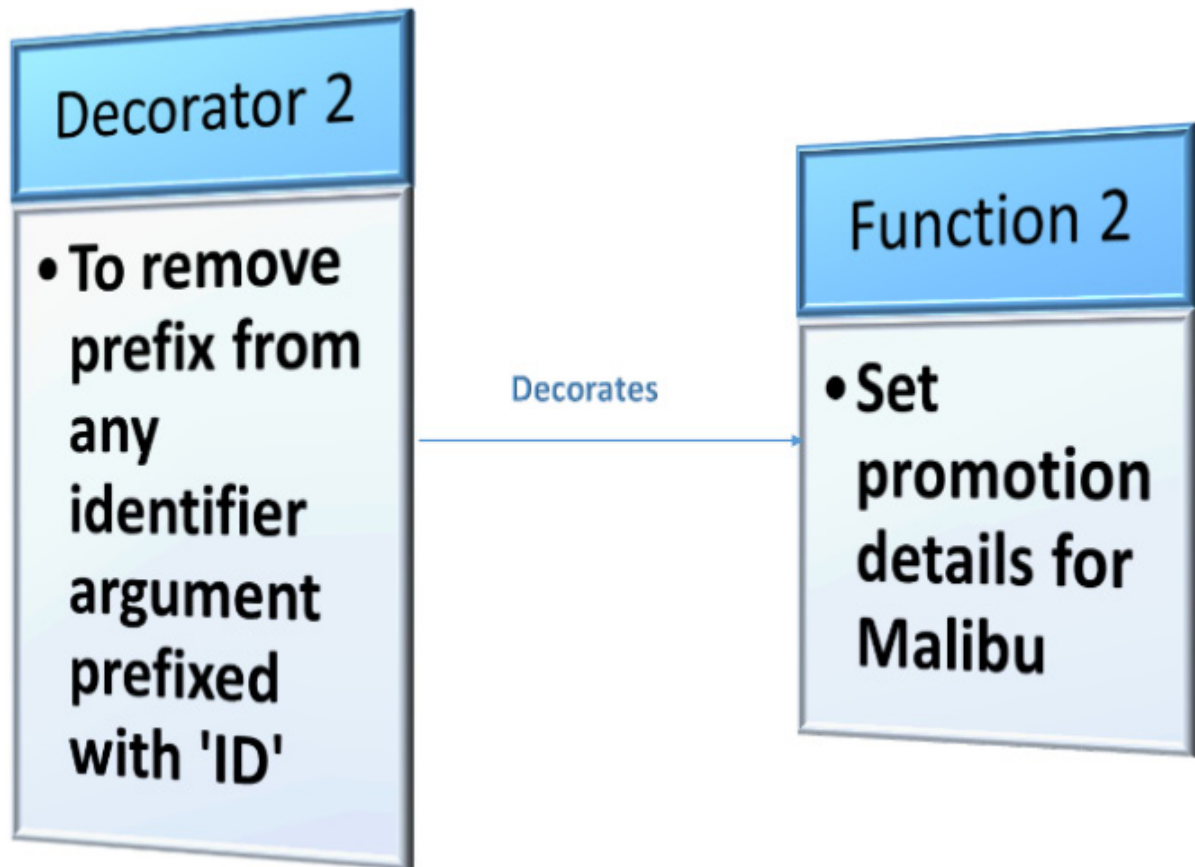 Decorator 2
• To remove
prefix from
any
identifier
argument
prefixed
with 'ID'
Decorates
Function 2
• Set
promotion
details for
Malibu